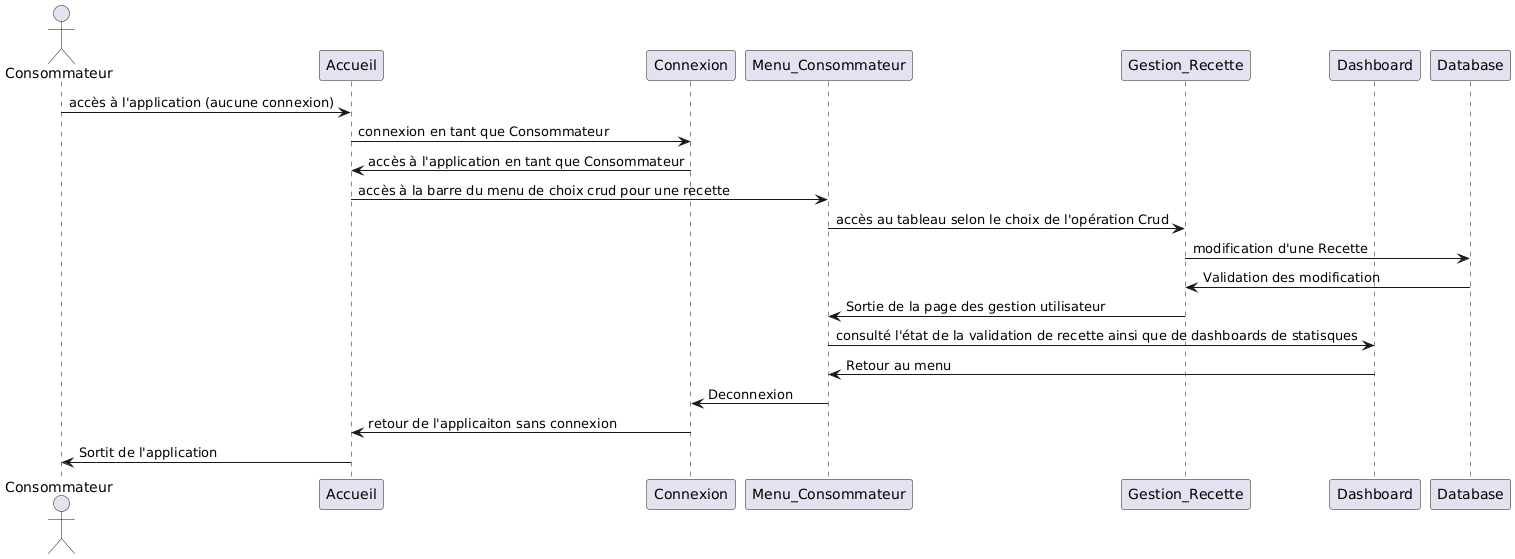 Consommateur
Accueil
Connexion
Menu_Consommateur
Gestion_Recette
Dashboard
Database
accès à l'application (aucune connexion)
connexion en tant que Consommateur
accès à l'application en tant que Consommateur
accès à la barre du menu de choix crud pour une recette
accès au tableau selon le choix de l'opération Crud
modification d'une Recette
Validation des modification
Sortie de la page des gestion utilisateur
consulté l'état de la validation de recette ainsi que de dashboards de statisques
Retour au menu
Deconnexion
retour de l'applicaiton sans connexion
Sortit de l'application
Consommateur
Accueil
Connexion
Menu_Consommateur
Gestion_Recette
Dashboard
Database